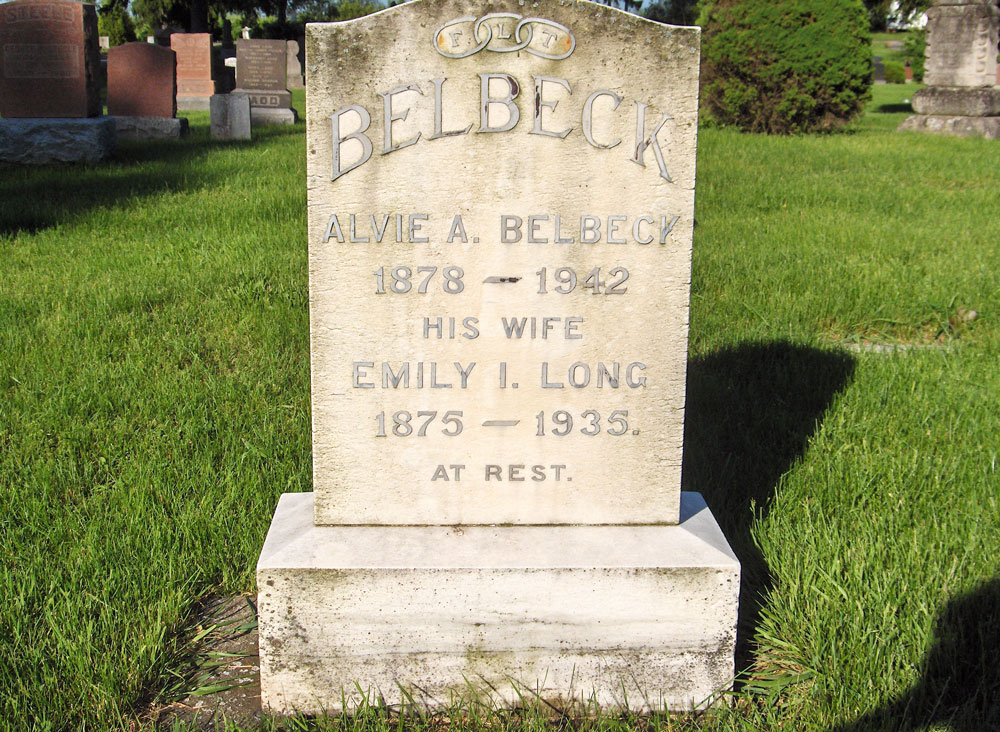 F L T
BELBECK
ALVIE A. BELBECK
1878 — 1942
HIS WIFE
EMILY I. LONG
1875 — 1935.
AT REST.